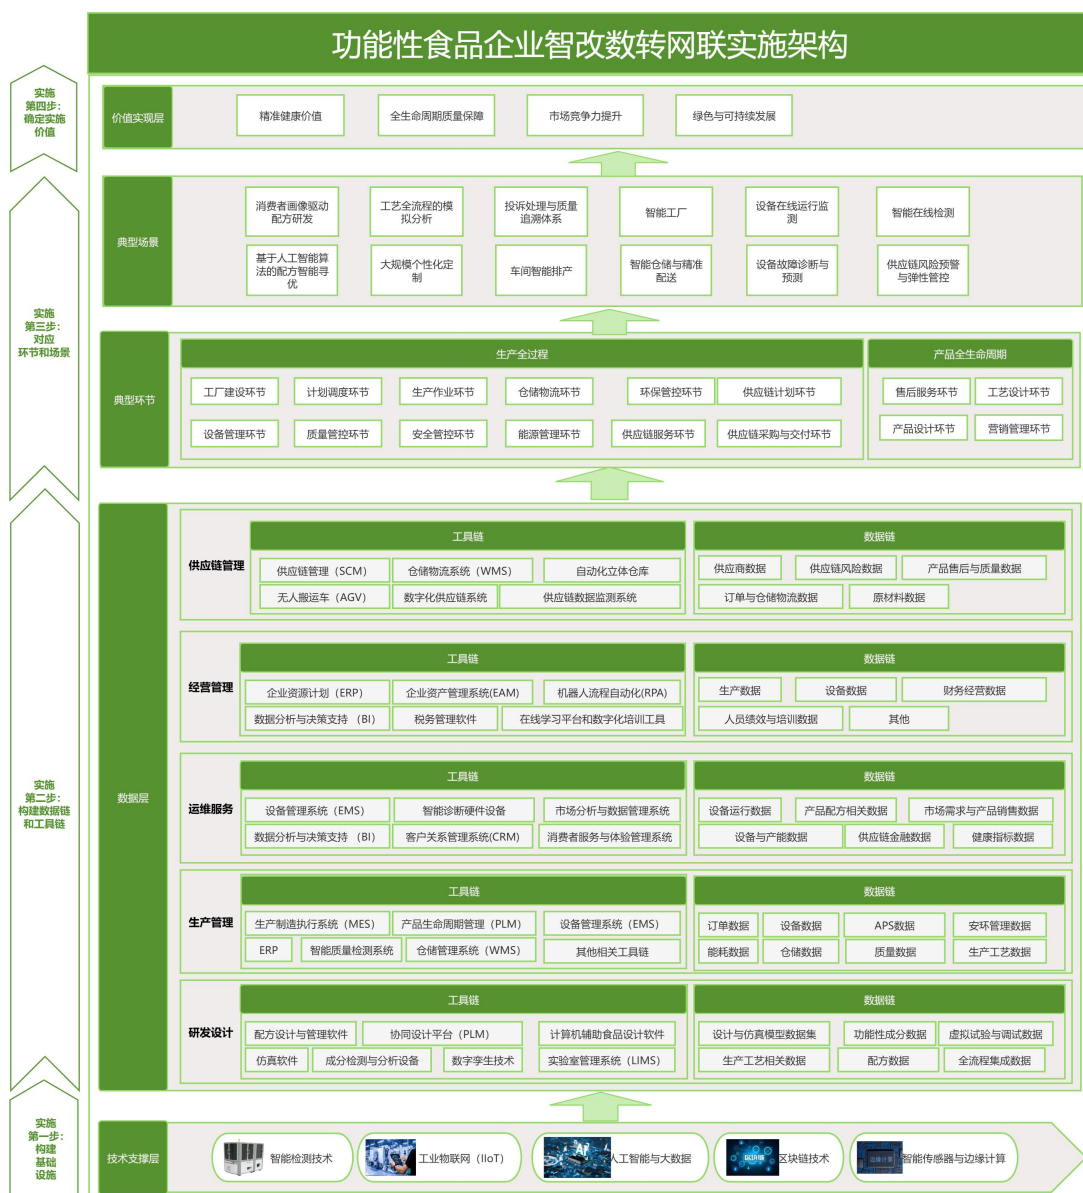 功能性食品企业智改数转网联实施架构
实施
第四步:
确定实施
价值
价值实现层
精准健康价值
全生命周期质量保障
市场竞争力提升
绿色与可持续发展
实施
第三步:
对应
环节和场景
典型场景
消费者画像驱动
配方研发
工艺全流程的模
拟分析
投诉处理与质量
追溯体系
智能工厂
设备在线运行监
测
智能在线检测
基于人工智能算
法的配方智能寻
优
大规模个性化定
制
车间智能排产
智能仓储与精准
配送
设备故障诊断与
预测
供应链风险预警
与弹性管控
典型环节
生产全过程
工厂建设环节
计划调度环节
生产作业环节
仓储物流环节
环保管控环节
供应链计划环节
设备管理环节
质量管控环节
安全管控环节
能源管理环节
供应链服务环节
供应链采购与交付环节
产品全生命周期
售后服务环节
工艺设计环节
产品设计环节
营销管理环节
实施
第二步:
构建数据链
和工具链
数据层
供应链管理
工具链
供应链管理（SCM）
仓储物流系统（WMS）
自动化立体仓库
无人搬运车（AGV）
数字化供应链系统
供应链数据监测系统
数据链
供应商数据
供应链风险数据
产品售后与质量数据
订单与仓储物流数据
原材料数据
经营管理
工具链
企业资源计划（ERP）
企业资产管理系统(EAM)
机器人流程自动化(RPA)
数据分析与决策支持 （BI）
税务管理软件
在线学习平台和数字化培训工具
数据链
生产数据
设备数据
财务经营数据
人员绩效与培训数据
其他
运维服务
工具链
设备管理系统（EMS）
智能诊断硬件设备
市场分析与数据管理系统
数据分析与决策支持 （BI）
客户关系管理系统(CRM)
消费者服务与体验管理系统
数据链
设备运行数据
产品配方相关数据
市场需求与产品销售数据
设备与产能数据
供应链金融数据
健康指标数据
生产管理
工具链
生产制造执行系统（MES）
产品生命周期管理（PLM）
设备管理系统（EMS）
ERP
智能质量检测系统
仓储管理系统（WMS）
其他相关工具链
数据链
订单数据
设备数据
APS数据
安环管理数据
能耗数据
仓储数据
质量数据
生产工艺数据
研发设计
工具链
配方设计与管理软件
协同设计平台（PLM）
计算机辅助食品设计软件
仿真软件
成分检测与分析设备
数字孪生技术
实验室管理系统（LIMS）
数据链
设计与仿真模型数据集
功能性成分数据
虚拟试验与调试数据
生产工艺相关数据
配方数据
全流程集成数据
实施
第一步:
构建
基础
设施
技术支撑层
智能检测技术
工业物联网（IIoT）
AI
人工智能与大数据
区块链
区块链技术
边缘计算
智能传感器与边缘计算